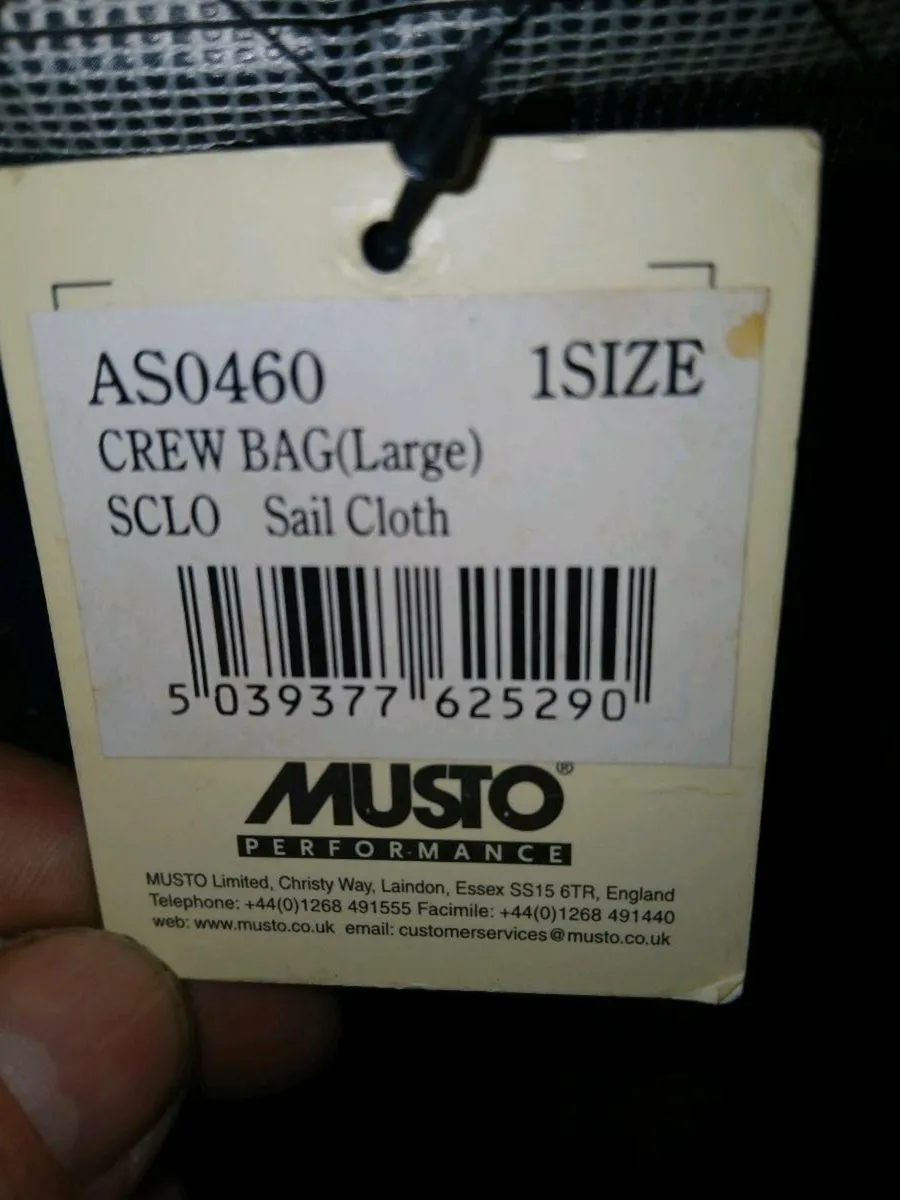 AS0460 1SIZE
CREW BAG(Large)
SCLO Sail Cloth
5 039377 625290
MUSTO®
PERFORMANCE
MUSTO Limited, Christy Way, Laindon, Essex SS15 6TR, England
Telephone: +44(0)1268 491555 Facimile: +44(0)1268 491440
web: www.musto.co.uk email: customerservices@musto.co.uk